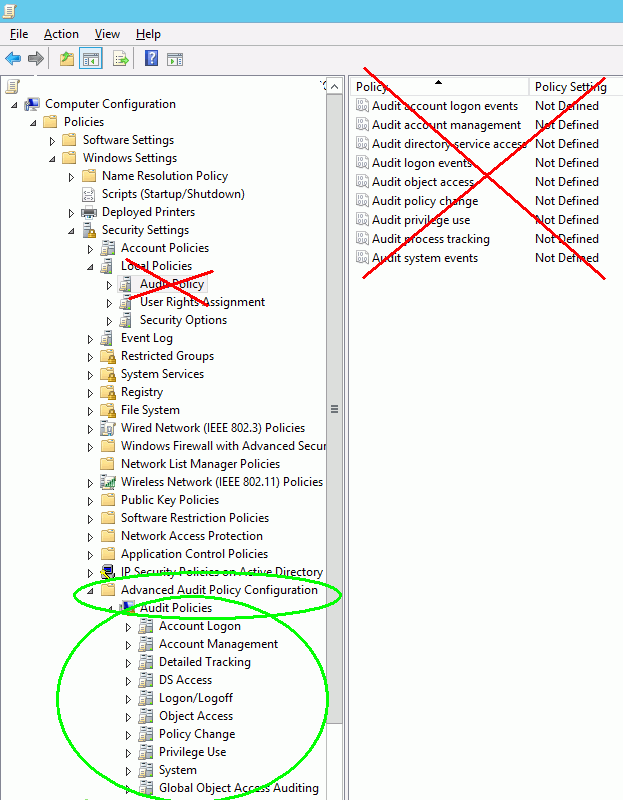 File Action View Help
Computer Configuration
Policies
Software Settings
Windows Settings
Name Resolution Policy
Scripts (Startup/Shutdown)
Deployed Printers
Security Settings
Account Policies
Local Policies
Audit Policy
User Rights Assignment
Security Options
Event Log
Restricted Groups
System Services
Registry
File System
Wired Network (IEEE 802.3) Policies
Windows Firewall with Advanced Secur
Network List Manager Policies
Wireless Network (IEEE 802.11) Policies
Public Key Policies
Software Restriction Policies
Network Access Protection
Application Control Policies
IP Security Policies on Active Directory
Advanced Audit Policy Configuration
Audit Policies
Account Logon
Account Management
Detailed Tracking
DS Access
Logon/Logoff
Object Access
Policy Change
Privilege Use
System
Global Object Access Auditing
Policy Policy Setting
Audit account logon events Not Defined
Audit account management Not Defined
Audit directory service access Not Defined
Audit logon events Not Defined
Audit object access Not Defined
Audit policy change Not Defined
Audit privilege use Not Defined
Audit process tracking Not Defined
Audit system events Not Defined